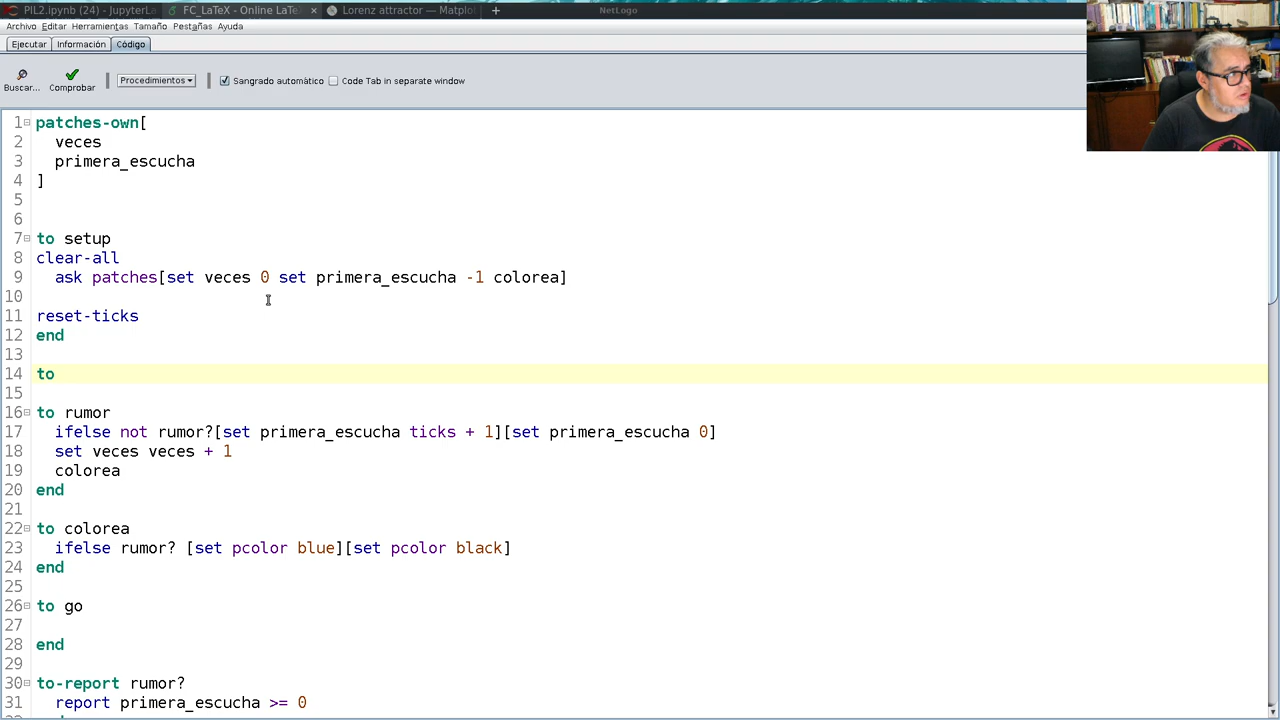 PIL2.ipynb (24) - JupyterLa
FC_LaTeX - Online LaTe
Lorenz attractor — Matplot
NetLogo
Archivo Editar Herramientas Tamaño Pestañas Ayuda
Ejecutar Información Código
Buscar... Comprobar Procedimientos Sangrado automático Code Tab in separate window
1 patches-own[
2 veces
3 primera_escucha
4 ]
5
6
7 to setup
8 clear-all
9 ask patches[set veces 0 set primera_escucha -1 colorea]
10
11 reset-ticks
12 end
13
14 to
15
16 to rumor
17 ifelse not rumor?[set primera_escucha ticks + 1][set primera_escucha 0]
18 set veces veces + 1
19 colorea
20 end
21
22 to colorea
23 ifelse rumor? [set pcolor blue][set pcolor black]
24 end
25
26 to go
27
28 end
29
30 to-report rumor?
31 report primera_escucha >= 0